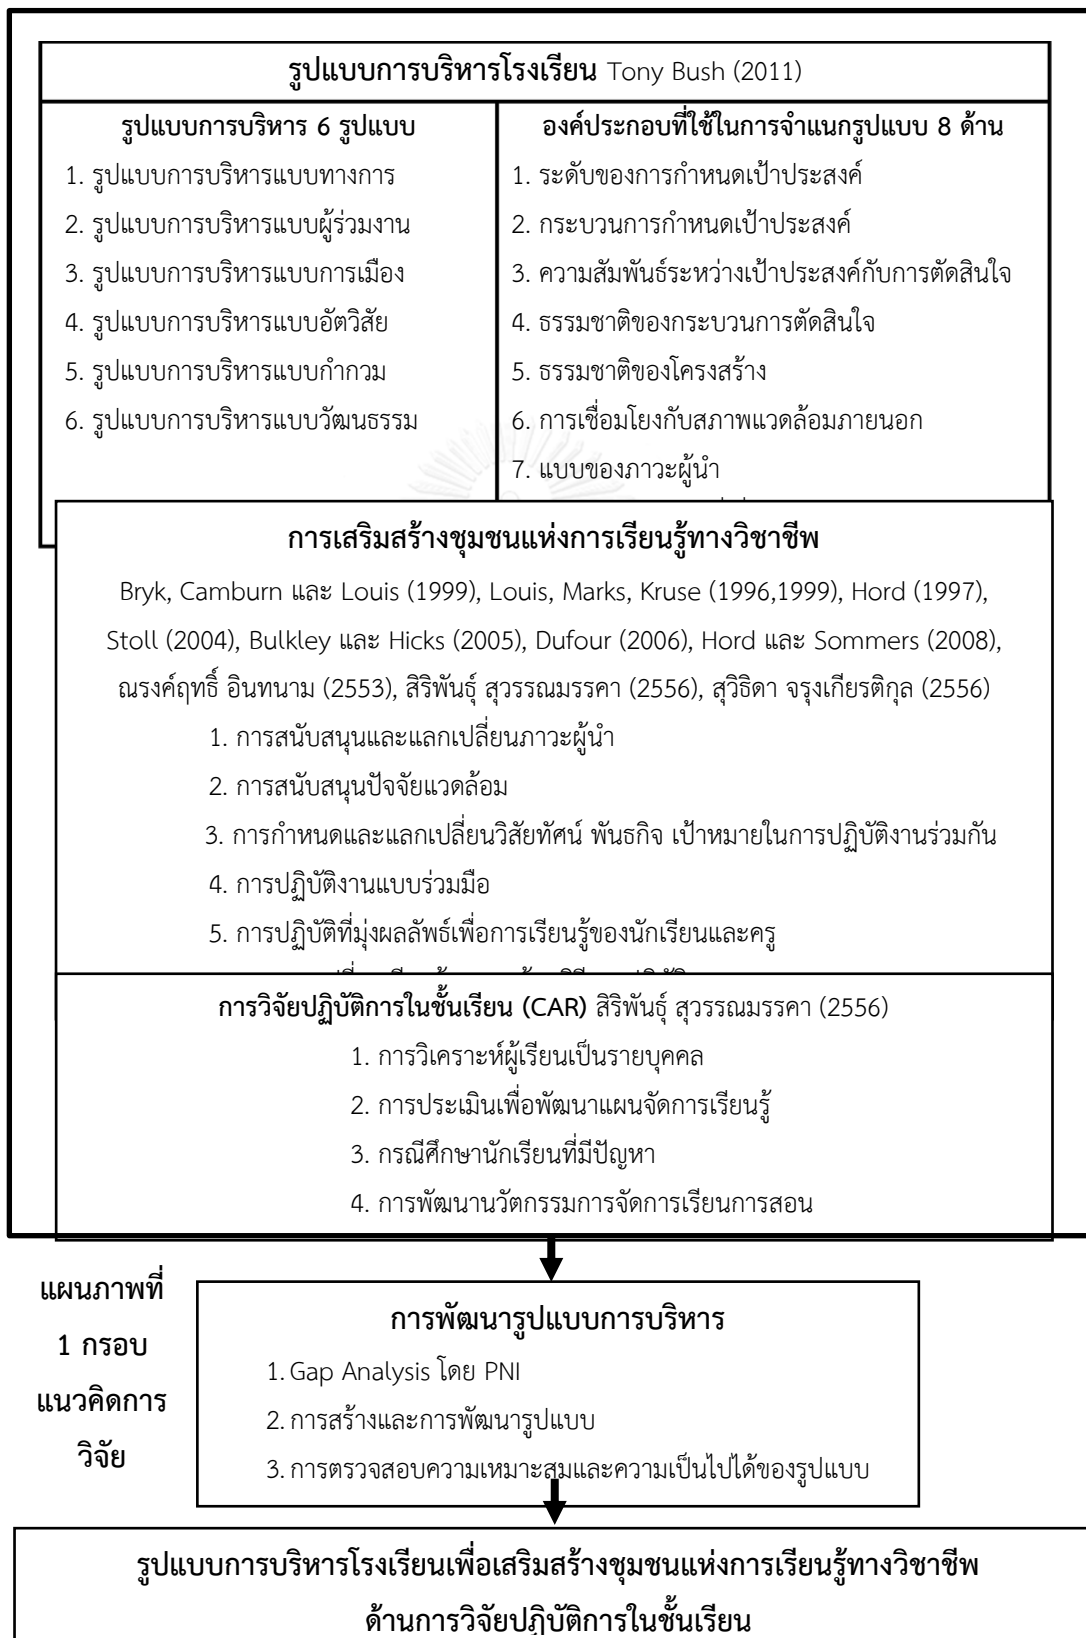 รูปแบบการบริหารโรงเรียน Tony Bush (2011)
รูปแบบการบริหาร 6 รูปแบบ
1. รูปแบบการบริหารแบบทางการ
2. รูปแบบการบริหารแบบผู้ร่วมงาน
3. รูปแบบการบริหารแบบการเมือง
4. รูปแบบการบริหารแบบอัตวิสัย
5. รูปแบบการบริหารแบบกำกวม
6. รูปแบบการบริหารแบบวัฒนธรรม
องค์ประกอบที่ใช้ในการจำแนกรูปแบบ 8 ด้าน
1. ระดับของการกำหนดเป้าประสงค์
2. กระบวนการกำหนดเป้าประสงค์
3. ความสัมพันธ์ระหว่างเป้าประสงค์กับการตัดสินใจ
4. ธรรมชาติของกระบวนการตัดสินใจ
5. ธรรมชาติของโครงสร้าง
6. การเชื่อมโยงกับสภาพแวดล้อมภายนอก
7. แบบของภาวะผู้นำ
การเสริมสร้างชุมชนแห่งการเรียนรู้ทางวิชาชีพ
Bryk, Camburn และ Louis (1999), Louis, Marks, Kruse (1996,1999), Hord (1997),
Stoll (2004), Bulkley และ Hicks (2005), Dufour (2006), Hord และ Sommers (2008),
ณรงค์ฤทธิ์ อินทนาม (2553), สิริพันธุ์ สุวรรณมรรคา (2556), สุวิธิดา จรุงเกียรติกุล (2556)
1. การสนับสนุนและแลกเปลี่ยนภาวะผู้นำ
2. การสนับสนุนปัจจัยแวดล้อม
3. การกำหนดและแลกเปลี่ยนวิสัยทัศน์ พันธกิจ เป้าหมายในการปฏิบัติงานร่วมกัน
4. การปฏิบัติงานแบบร่วมมือ
5. การปฏิบัติที่มุ่งผลลัพธ์เพื่อการเรียนรู้ของนักเรียนและครู
การวิจัยปฏิบัติการในชั้นเรียน (CAR) สิริพันธุ์ สุวรรณมรรคา (2556)
1. การวิเคราะห์ผู้เรียนเป็นรายบุคคล
2. การประเมินเพื่อพัฒนาแผนจัดการเรียนรู้
3. กรณีศึกษานักเรียนที่มีปัญหา
4. การพัฒนานวัตกรรมการจัดการเรียนการสอน
แผนภาพที่
1 กรอบ
แนวคิดการ
วิจัย
การพัฒนารูปแบบการบริหาร
1. Gap Analysis โดย PNI
2. การสร้างและการพัฒนารูปแบบ
3. การตรวจสอบความเหมาะสมและความเป็นไปได้ของรูปแบบ
รูปแบบการบริหารโรงเรียนเพื่อเสริมสร้างชุมชนแห่งการเรียนรู้ทางวิชาชีพ
ด้านการวิจัยปฏิบัติการในชั้นเรียน